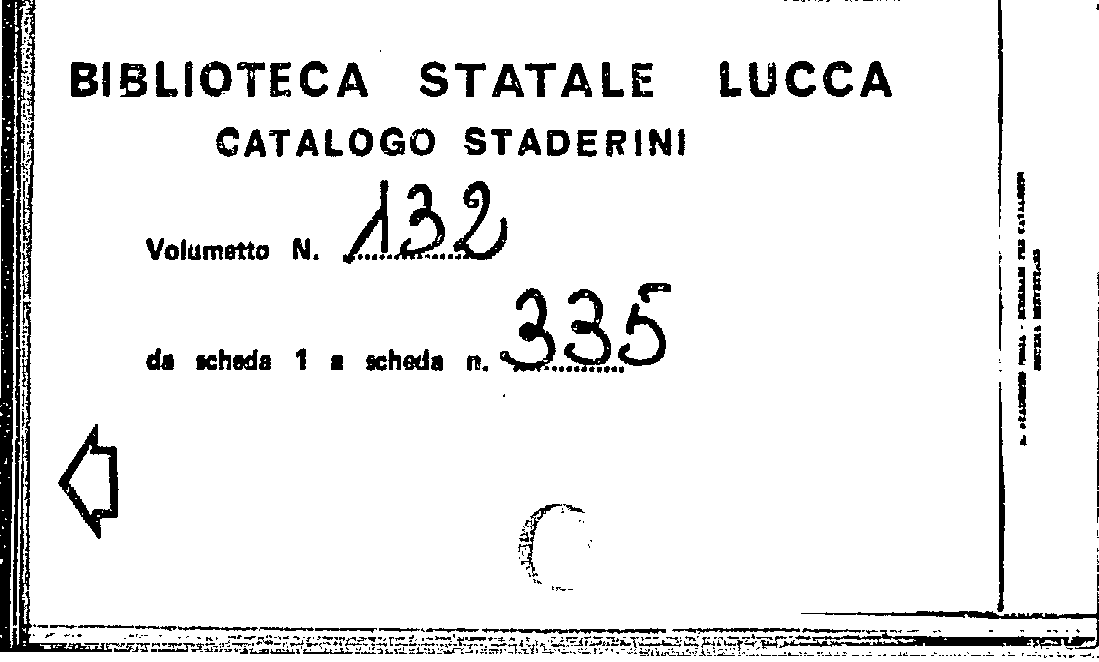 BIBLIOTECA STATALE LUCCA
CATALOGO STADERINI
Volumetto N. 132
da scheda 1 a scheda n. 335